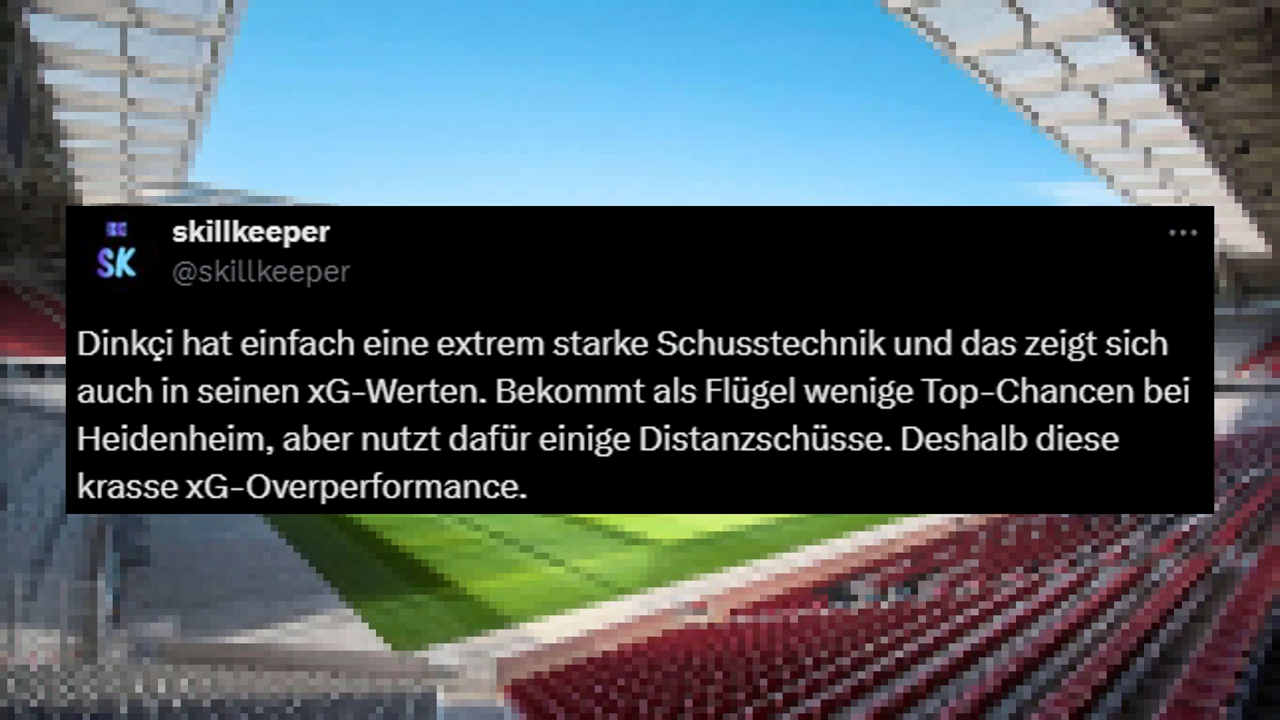 SK
skillkeeper
@skillkeeper
Dinkçi hat einfach eine extrem starke Schusstechnik und das zeigt sich
auch in seinen xG-Werten. Bekommt als Flügel wenige Top-Chancen bei
Heidenheim, aber nutzt dafür einige Distanzschüsse. Deshalb diese
krasse xG-Overperformance.